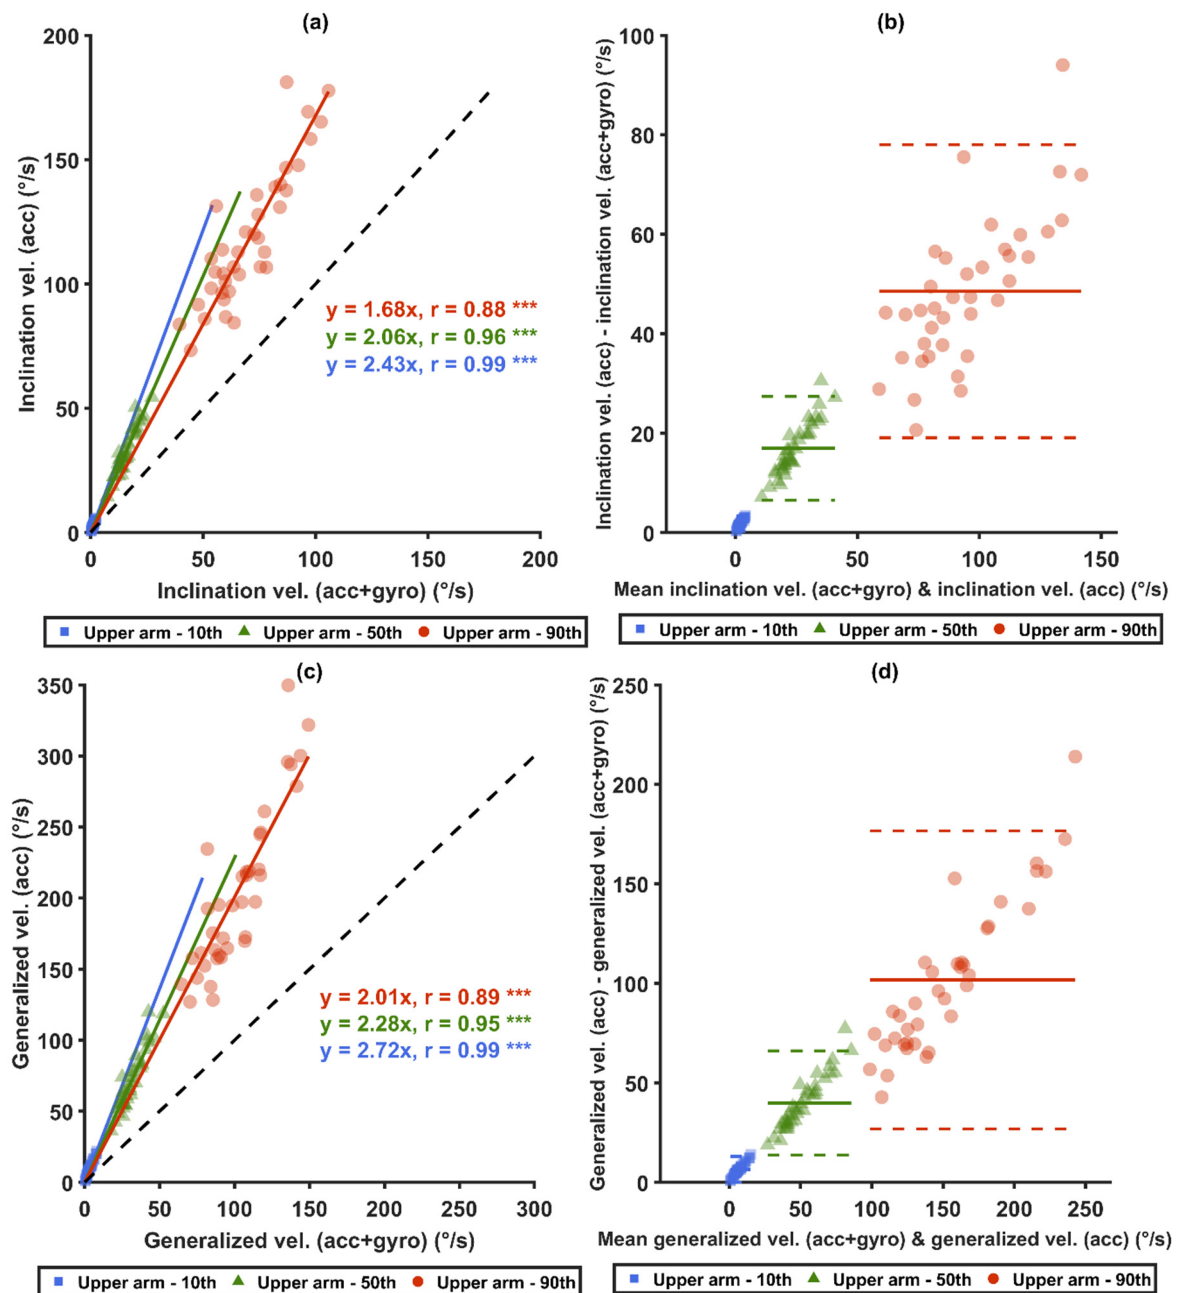 (a)
200
150
100
50
0
0 50 100 150 200
Inclination vel. (acc) (°/s)
y = 1.68x, r = 0.88 ***
y = 2.06x, r = 0.96 ***
y = 2.43x, r = 0.99 ***
Inclination vel. (acc+gyro) (°/s)
Upper arm - 10th Upper arm - 50th Upper arm - 90th
(b)
100
80
60
40
20
0
0 50 100 150
Inclination vel. (acc) - inclination vel. (acc+gyro) (°/s)
Mean inclination vel. (acc+gyro) & inclination vel. (acc) (°/s)
Upper arm - 10th Upper arm - 50th Upper arm - 90th
(c)
350
300
250
200
150
100
50
0
0 50 100 150 200 250 300
Generalized vel. (acc) (°/s)
y = 2.01x, r = 0.89 ***
y = 2.28x, r = 0.95 ***
y = 2.72x, r = 0.99 ***
Generalized vel. (acc+gyro) (°/s)
Upper arm - 10th Upper arm - 50th Upper arm - 90th
(d)
250
200
150
100
50
0
0 50 100 150 200 250
Generalized vel. (acc) - generalized vel. (acc+gyro) (°/s)
Mean generalized vel. (acc+gyro) & generalized vel. (acc) (°/s)
Upper arm - 10th Upper arm - 50th Upper arm - 90th